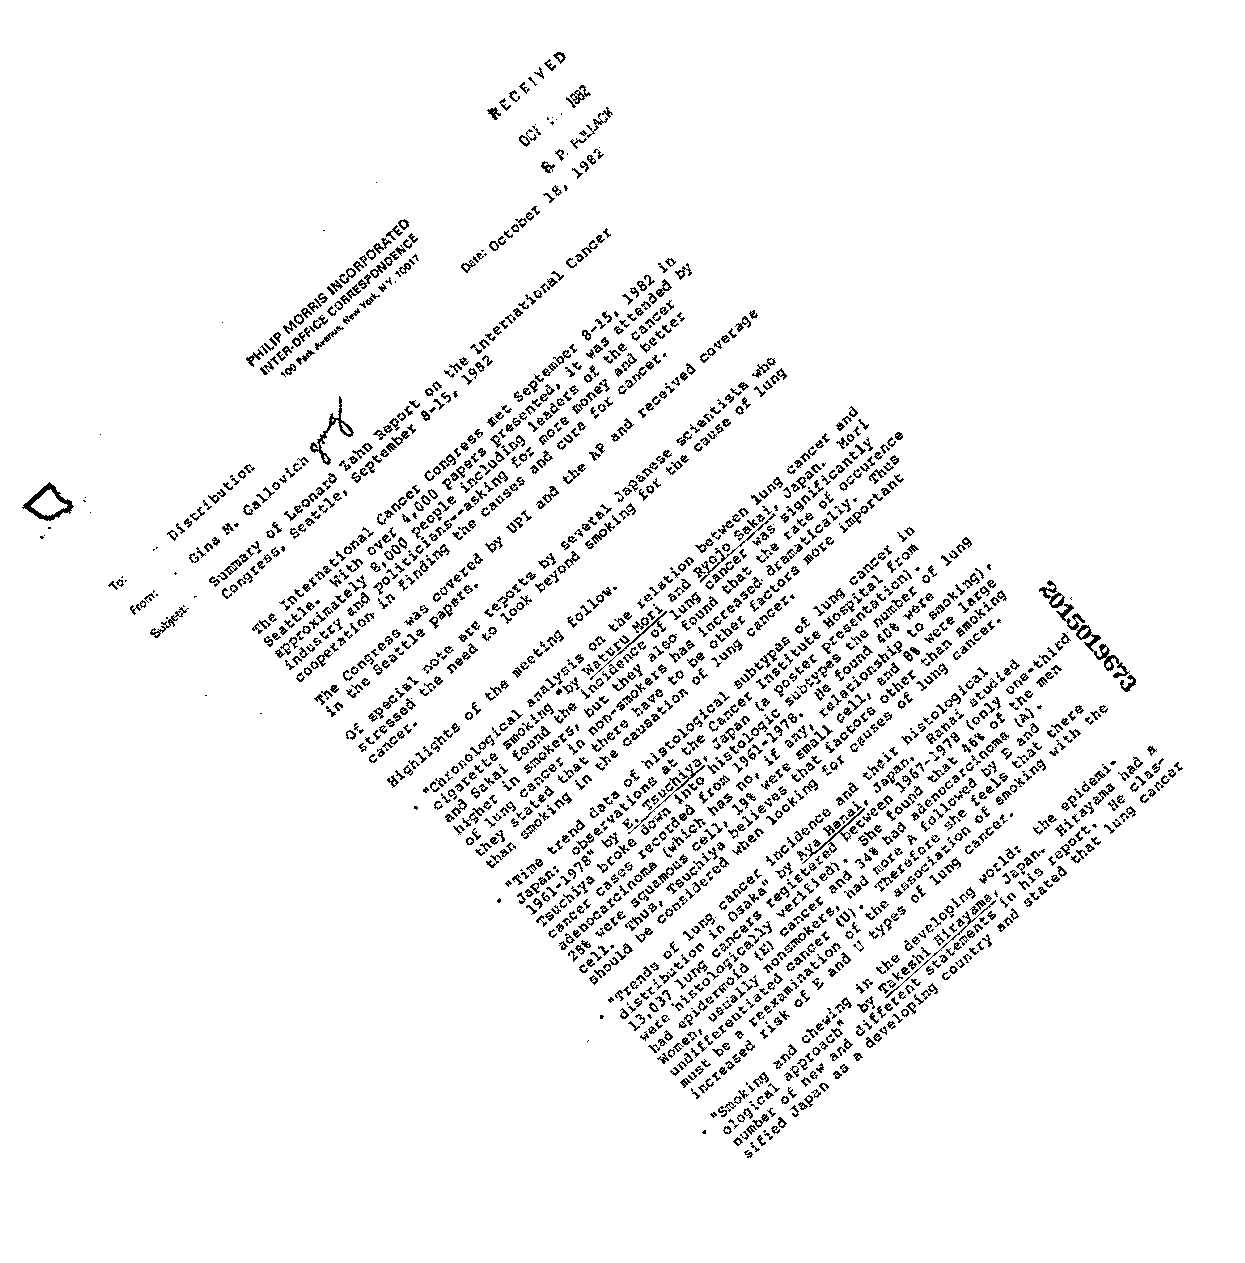 RECEIVED
OCT 1982
R. P. POLLACK
PHILIP MORRIS INCORPORATED
INTER-OFFICE CORRESPONDENCE
100 Park Avenue, New York, N.Y. 10017
Date: October 18, 1982
To: Distribution
From: Gina M. Gallovich gmg
Subject: Summary of Leonard Zahn Report on the International Cancer
Congress, Seattle, September 8-15, 1982
The International Cancer Congress met September 8-15, 1982 in
Seattle. With over 4,000 papers presented, it was attended by
approximately 8,000 people including leaders of the cancer
industry and politicians--asking for more money and better
cooperation in finding the causes and cure for cancer.
The Congress was covered by UPI and the AP and received coverage
in the Seattle papers.
Of special note are reports by several Japanese scientists who
stressed the need to look beyond smoking for the cause of lung
cancer.
Highlights of the meeting follow.
• "Chronological analysis on the relation between lung cancer and
cigarette smoking "by Wataru Mori and Ryojo Sakai, Japan. Mori
and Sakai found the incidence of lung cancer was significantly
higher in smokers, but they also found that the rate of occurence
of lung cancer in non-smokers has increased dramatically. Thus
they stated that there have to be other factors more important
than smoking in the causation of lung cancer.
• "Time trend data of histological subtypes of lung cancer in
Japan: observations at the Cancer Institute Hospital from
1961-1978" by E. Tsuchiya, Japan (a poster presentation).
Tsuchiya broke down into histologic subtypes the number of lung
cancer cases recorded from 1961-1978. He found 40% were
adenocarcinoma (which has no, if any, relationship to smoking),
28% were squamous cell, 19% were small cell, and 8% were large
cell. Thus, Tsuchiya believes that factors other than smoking
should be considered when looking for causes of lung cancer.
• "Trends of lung cancer incidence and their histological
distribution in Osaka" by Aya Hanai, Japan. Hanai studied
13,037 lung cancers registered between 1967-1978 (only one-third
were histologically verified). She found that 46% of the men
had epidermoid (E) cancer and 34% had adenocarcinoma (A).
Women, usually nonsmokers, had more A followed by E and
undifferentiated cancer (U). Therefore she feels that there
must be a reexamination of the association of smoking with the
increased risk of E and U types of lung cancer.
• "Smoking and chewing in the developing world: the epidemi-
ological approach" by Takeshi Hirayama, Japan. Hirayama had a
number of new and different statements in his report. He clas-
sified Japan as a developing country and stated that lung cancer
2015019673